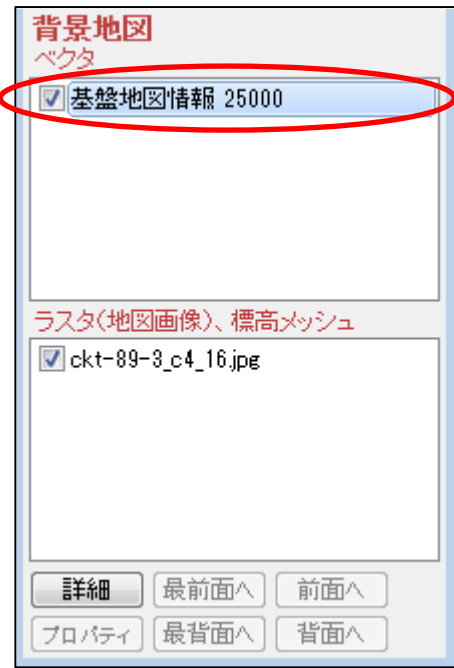 背景地図
ベクタ
基盤地図情報 25000
ラスタ(地図画像)、標高メッシュ
ckt-89-3_c4_16.jpg
詳細 最前面へ 前面へ
プロパティ 最背面へ 背面へ